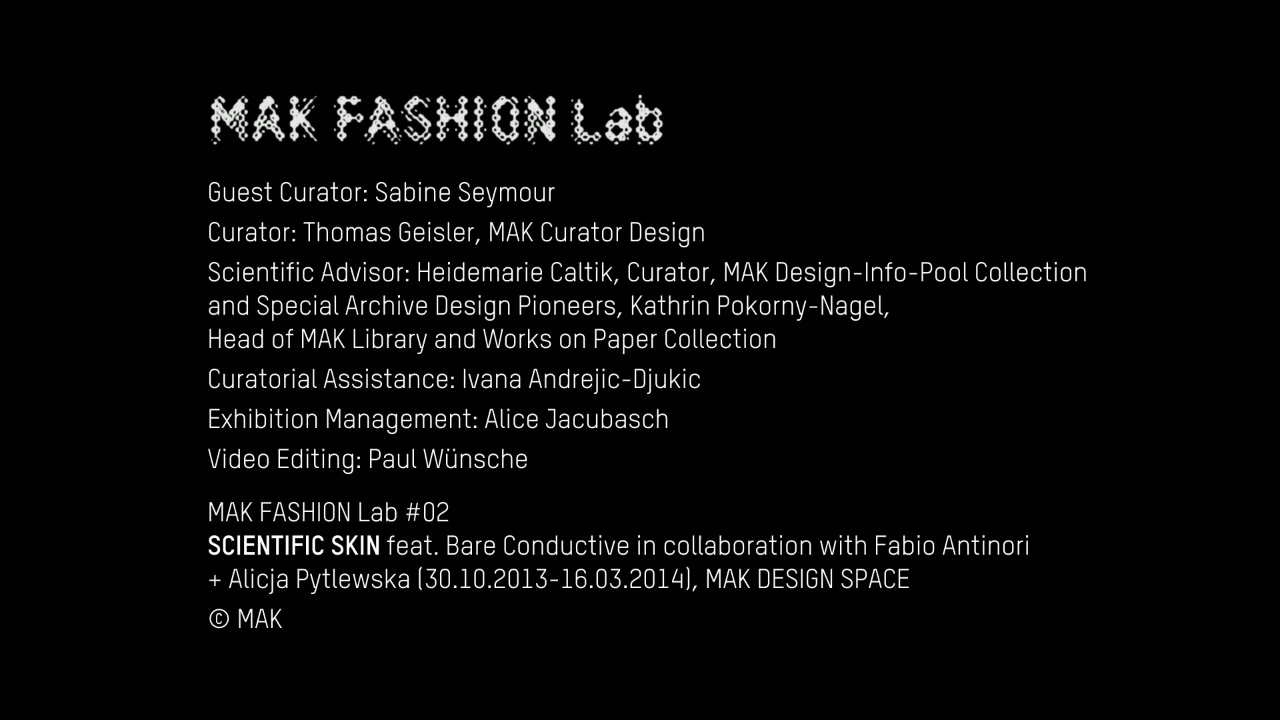 MAK FASHION Lab
Guest Curator: Sabine Seymour
Curator: Thomas Geisler, MAK Curator Design
Scientific Advisor: Heidemarie Caltik, Curator, MAK Design-Info-Pool Collection
and Special Archive Design Pioneers, Kathrin Pokorny-Nagel,
Head of MAK Library and Works on Paper Collection
Curatorial Assistance: Ivana Andrejic-Djukic
Exhibition Management: Alice Jacubasch
Video Editing: Paul Wünsche
MAK FASHION Lab #02
SCIENTIFIC SKIN feat. Bare Conductive in collaboration with Fabio Antinori
+ Alicja Pytlewska (30.10.2013-16.03.2014), MAK DESIGN SPACE
© MAK